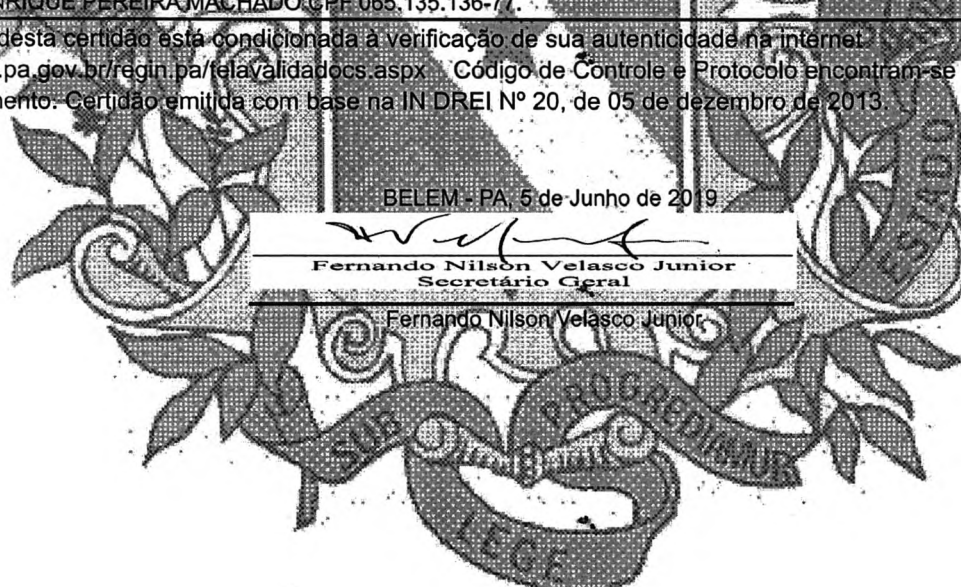 NRIQUE PEREIRA MACHADO CPF 065.135.136-77.
desta certidão está condicionada à verificação de sua autenticidade na internet
.pa.gov.br/regin.pa/telavalidadocs.aspx Código de Controle e Protocolo encontram-se
mento. Certidão emitida com base na IN DREI Nº 20, de 05 de dezembro de 2013.
ESTADO
BELEM - PA, 5 de Junho de 2019
Fernando Nilson Velasco Junior
Secretário Geral
Fernando Nilson Velasco Junior
SUB LEGE PROGREDIAMUR